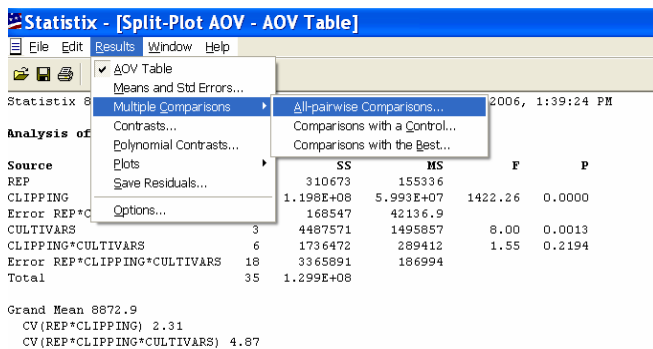 Statistix - [Split-Plot AOV - AOV Table]
File Edit Results Window Help
AOV Table
Means and Std Errors...
Statistix 8 2006, 1:39:24 PM
Multiple Comparisons
All-pairwise Comparisons...
Contrasts...
Comparisons with a Control...
Analysis of
Polynomial Contrasts...
Comparisons with the Best...
Source Plots SS MS F P
REP Save Residuals... 310673 155336
CLIPPING 1.198E+08 5.993E+07 1422.26 0.0000
Error REP*C Options... 168547 42136.9
CULTIVARS 3 4487571 1495857 8.00 0.0013
CLIPPING*CULTIVARS 6 1736472 289412 1.55 0.2194
Error REP*CLIPPING*CULTIVARS 18 3365891 186994
Total 35 1.299E+08
Grand Mean 8872.9
CV(REP*CLIPPING) 2.31
CV(REP*CLIPPING*CULTIVARS) 4.87